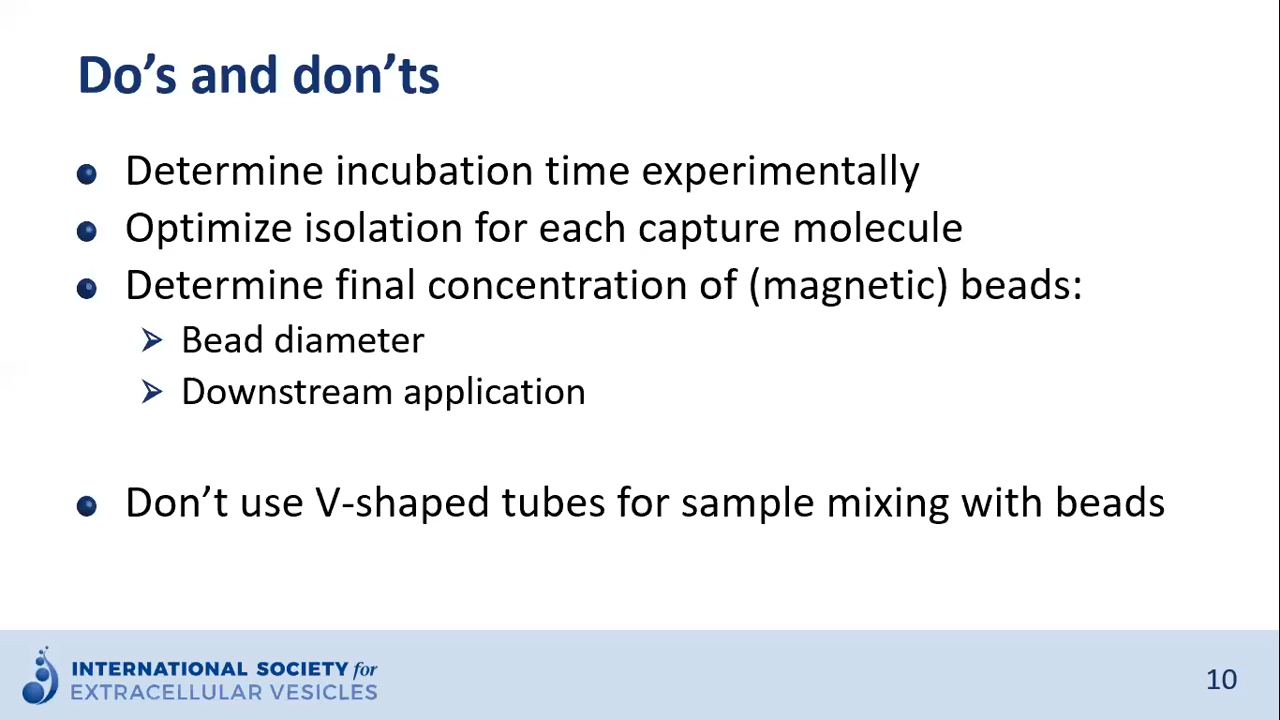 Do’s and don’ts
Determine incubation time experimentally
Optimize isolation for each capture molecule
Determine final concentration of (magnetic) beads:
Bead diameter
Downstream application
Don’t use V-shaped tubes for sample mixing with beads
INTERNATIONAL SOCIETY for
EXTRACELLULAR VESICLES
10